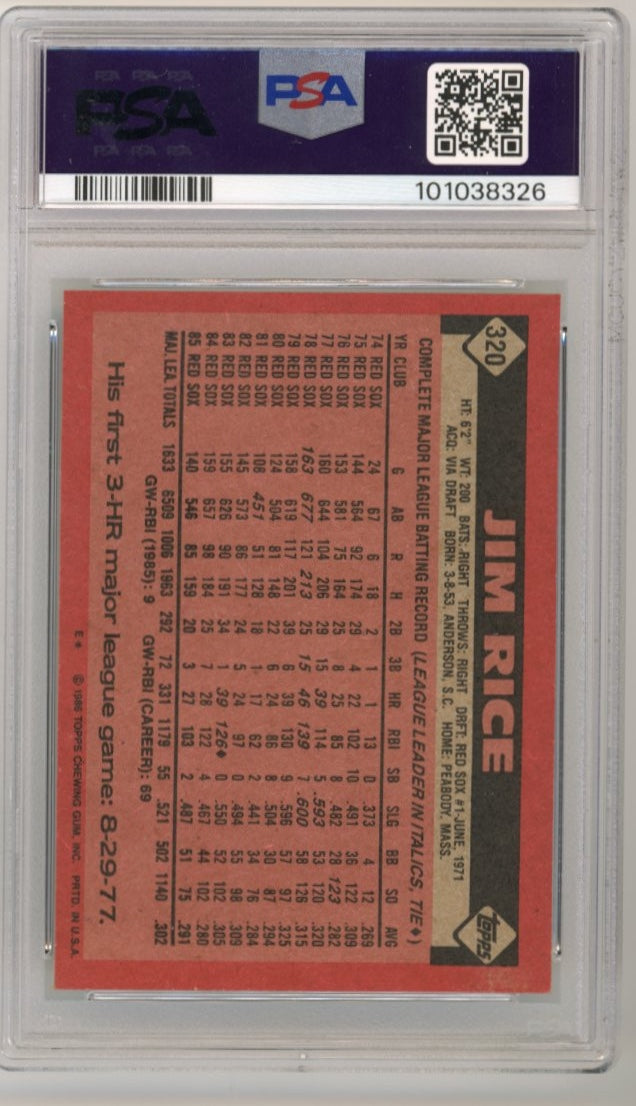 PSA PSA PSA
PSA
PSA PSA PSA
PSA
101038326
320
JIM RICE
Topps
HT: 6'2" WT: 200 BATS: RIGHT THROWS: RIGHT DRFT: RED SOX #1-JUNE, 1971
ACQ: VIA DRAFT BORN: 3-8-53, ANDERSON, S.C. HOME: PEABODY, MASS.
COMPLETE MAJOR LEAGUE BATTING RECORD (LEAGUE LEADER IN ITALICS, TIE♦)
YR CLUB G AB R H 2B 3B HR RBI SB SLG BB SO AVG
74 RED SOX 24 67 6 18 2 1 1 13 0 .373 4 12 .269
75 RED SOX 144 564 92 174 29 4 22 102 10 .491 36 122 .309
76 RED SOX 153 581 75 164 25 8 25 85 8 .482 28 123 .282
77 RED SOX 160 644 104 206 29 15 39 114 5 .593 53 120 .320
78 RED SOX 163 677 121 213 25 15 46 139 7 .600 58 126 .315
79 RED SOX 158 619 117 201 39 6 39 130 9 .596 57 97 .325
80 RED SOX 124 504 81 148 22 6 24 86 8 .504 30 87 .294
81 RED SOX 108 451 51 128 18 1 17 62 2 .441 34 76 .284
82 RED SOX 145 573 86 177 24 5 24 97 0 .494 55 98 .309
83 RED SOX 155 626 90 191 34 1 39 126♦ 0 .550 52 102 .305
84 RED SOX 159 657 98 184 25 7 28 122 4 .467 44 102 .280
85 RED SOX 140 546 85 159 20 3 27 103 2 .487 51 75 .291
MAJ. LEA. TOTALS 1633 6509 1006 1963 292 72 331 1179 55 .521 502 1140 .302
GW-RBI (1985): 9 GW-RBI (CAREER): 69
His first 3-HR major league game: 8-29-77.
E* © 1986 TOPPS CHEWING GUM, INC. PRTD. IN U.S.A.